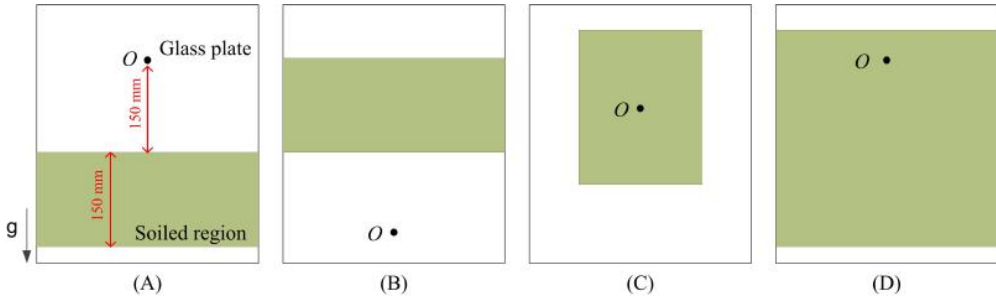 O Glass plate
150 mm
150 mm
Soiled region
g
O
O
O
(A)
(B)
(C)
(D)